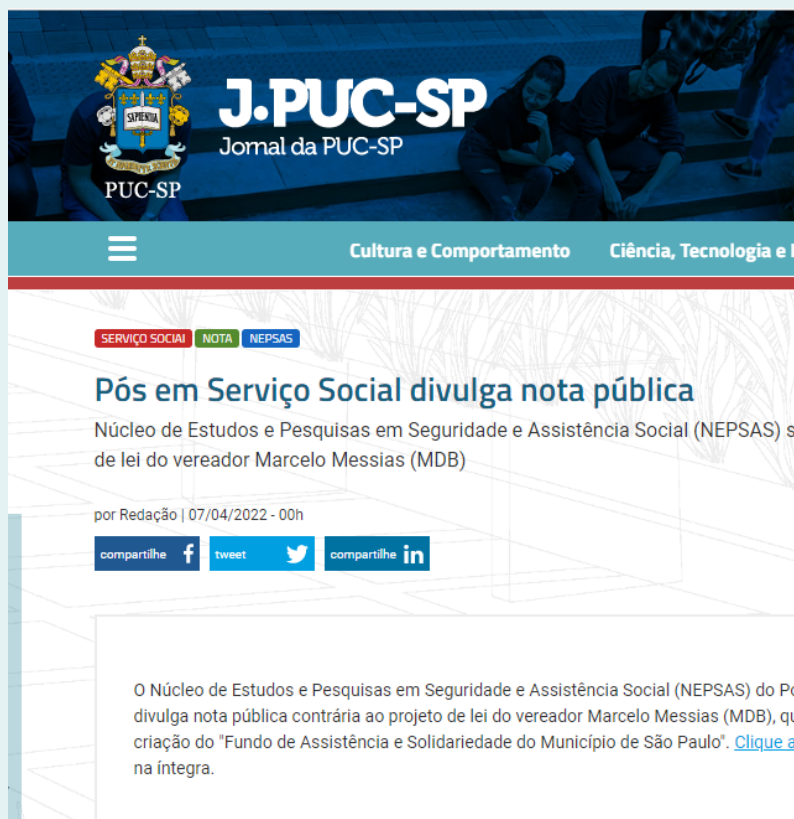 SAPIENTIA
PUC-SP
J.PUC-SP
Jornal da PUC-SP
Cultura e Comportamento Ciência, Tecnologia e
SERVIÇO SOCIAL NOTA NEPSAS
Pós em Serviço Social divulga nota pública
Núcleo de Estudos e Pesquisas em Seguridade e Assistência Social (NEPSAS) s
de lei do vereador Marcelo Messias (MDB)
por Redação | 07/04/2022 - 00h
compartilhe f tweet compartilhe in
O Núcleo de Estudos e Pesquisas em Seguridade e Assistência Social (NEPSAS) do Pó
divulga nota pública contrária ao projeto de lei do vereador Marcelo Messias (MDB), qu
criação do "Fundo de Assistência e Solidariedade do Município de São Paulo". Clique a
na íntegra.